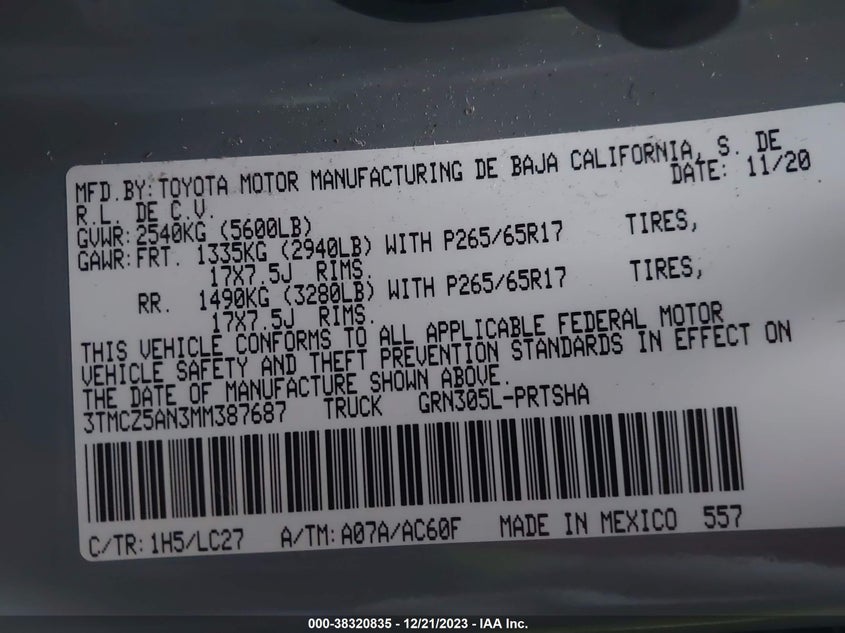 MFD.BY:TOYOTA MOTOR MANUFACTURING DE BAJA CALIFORNIA, S. DE
R.L. DE C.V. DATE: 11/20
GVWR:2540KG (5600LB)
GAWR:FRT. 1335KG (2940LB) WITH P265/65R17 TIRES,
17X7.5J RIMS.
RR. 1490KG (3280LB) WITH P265/65R17 TIRES,
17X7.5J RIMS.
THIS VEHICLE CONFORMS TO ALL APPLICABLE FEDERAL MOTOR
VEHICLE SAFETY AND THEFT PREVENTION STANDARDS IN EFFECT ON
THE DATE OF MANUFACTURE SHOWN ABOVE.
3TMCZ5AN3MM387687 TRUCK GRN305L-PRTSHA
C/TR:1H5/LC27 A/TM:A07A/AC60F MADE IN MEXICO 557
000-38320835 - 12/21/2023 - IAA Inc.